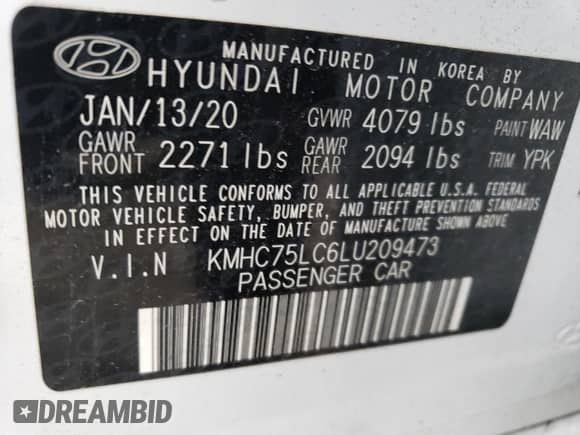 MANUFACTURED IN KOREA BY
HYUNDAI MOTOR COMPANY
JAN/13/20 GVWR 4079 lbs PAINT WAW
GAWR FRONT 2271 lbs GAWR REAR 2094 lbs TRIM YPK
THIS VEHICLE CONFORMS TO ALL APPLICABLE U.S.A. FEDERAL
MOTOR VEHICLE SAFETY, BUMPER, AND THEFT PREVENTION STANDARDS
IN EFFECT ON THE DATE OF MANUFACTURE SHOWN ABOVE
V.I.N KMHC75LC6LU209473
PASSENGER CAR
DREAMBID